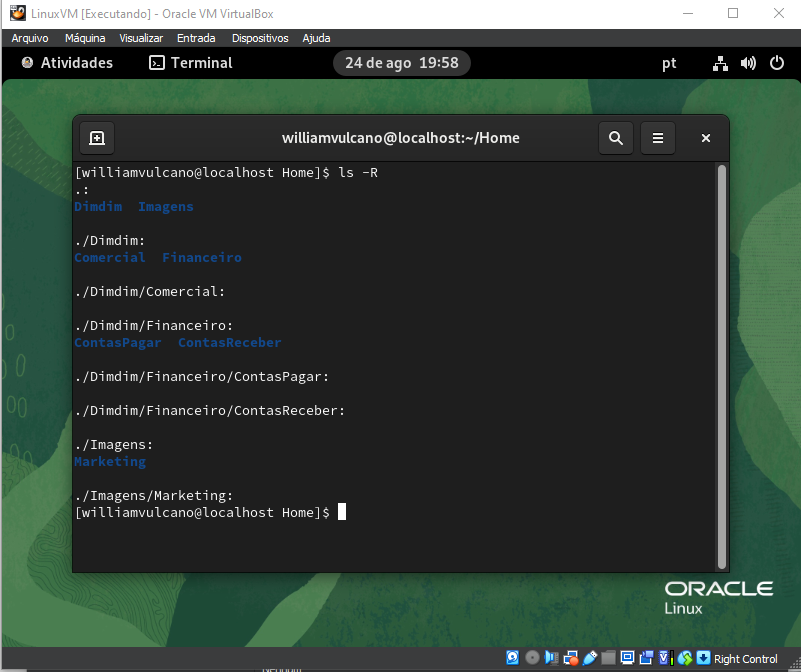 LinuxVM [Executando] - Oracle VM VirtualBox
Arquivo Máquina Visualizar Entrada Dispositivos Ajuda
Atividades Terminal 24 de ago 19:58 pt
williamvulcano@localhost:~/Home
[williamvulcano@localhost Home]$ ls -R
.:
Dimdim Imagens
./Dimdim:
Comercial Financeiro
./Dimdim/Comercial:
./Dimdim/Financeiro:
ContasPagar ContasReceber
./Dimdim/Financeiro/ContasPagar:
./Dimdim/Financeiro/ContasReceber:
./Imagens:
Marketing
./Imagens/Marketing:
[williamvulcano@localhost Home]$
ORACLE
Linux
Right Control